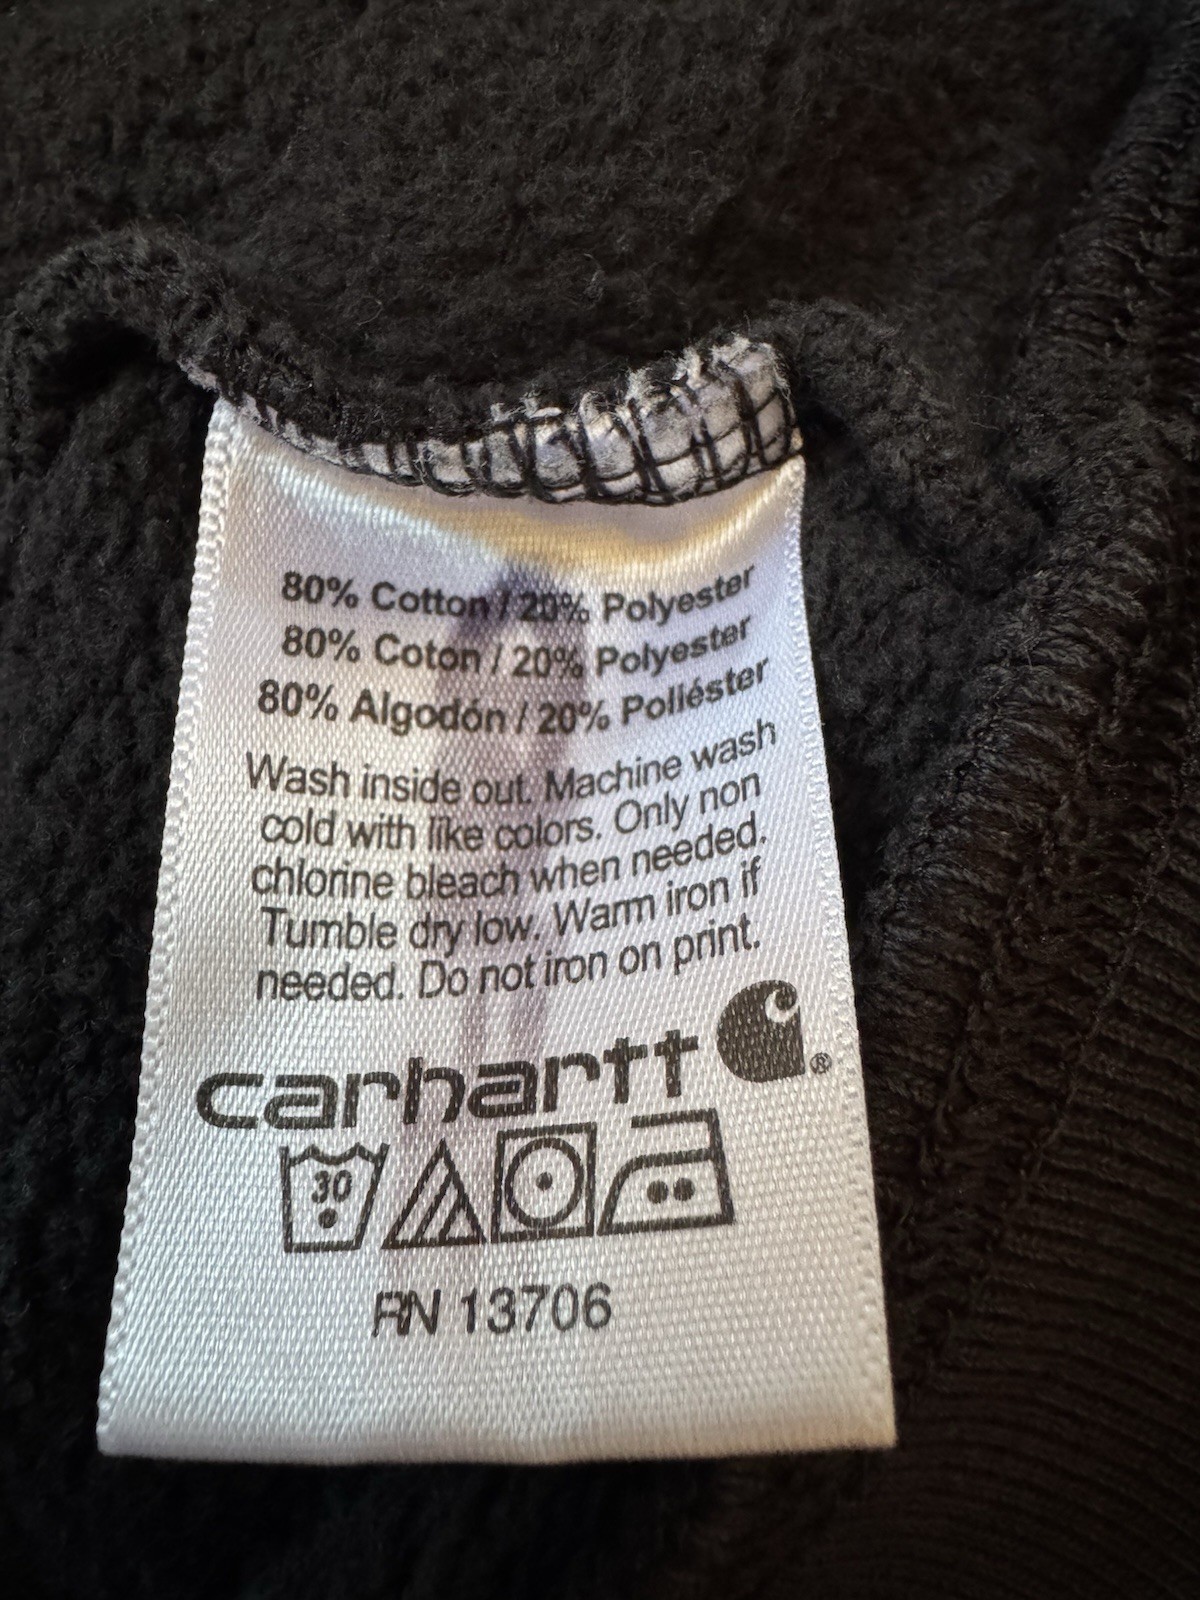 80% Cotton / 20% Polyester
80% Coton / 20% Polyester
80% Algodón / 20% Poliéster
Wash inside out. Machine wash
cold with like colors. Only non
chlorine bleach when needed.
Tumble dry low. Warm iron if
needed. Do not iron on print.
carhartt ®
30
RN 13706